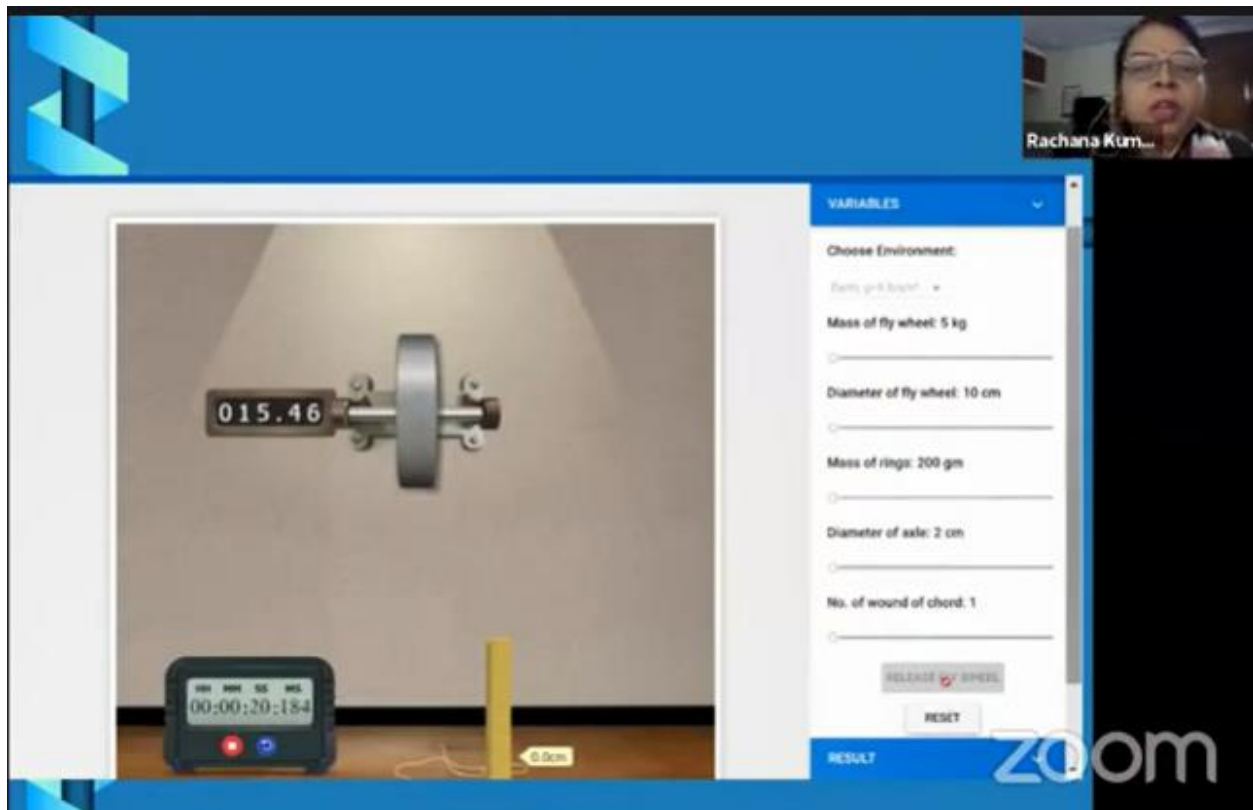 Rachana Kum...
VARIABLES
Choose Environment:
Mass of fly wheel: 5 kg
Diameter of fly wheel: 10 cm
015.46
Mass of rings: 200 gm
Diameter of axle: 2 cm
No. of wound of chord: 1
HH MM SS MS
00:00:20:184
0.0cm
RELEASE WHEEL
RESET
RESULT
zoom